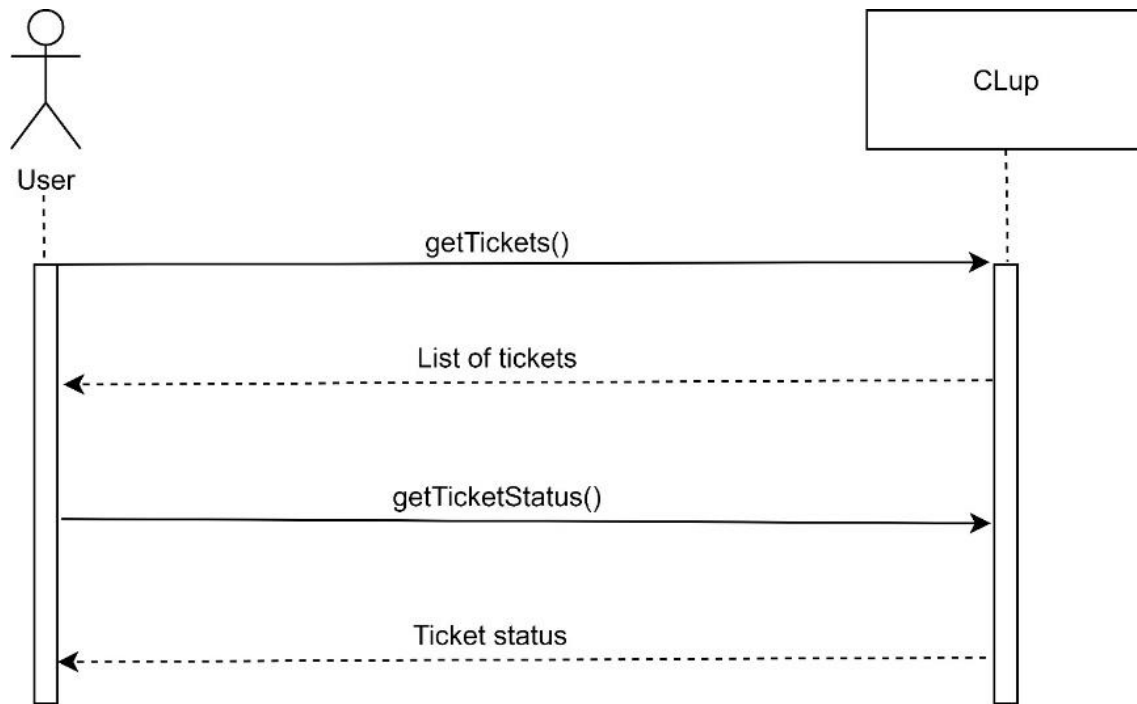 CLup
User
getTickets()
List of tickets
getTicketStatus()
Ticket status